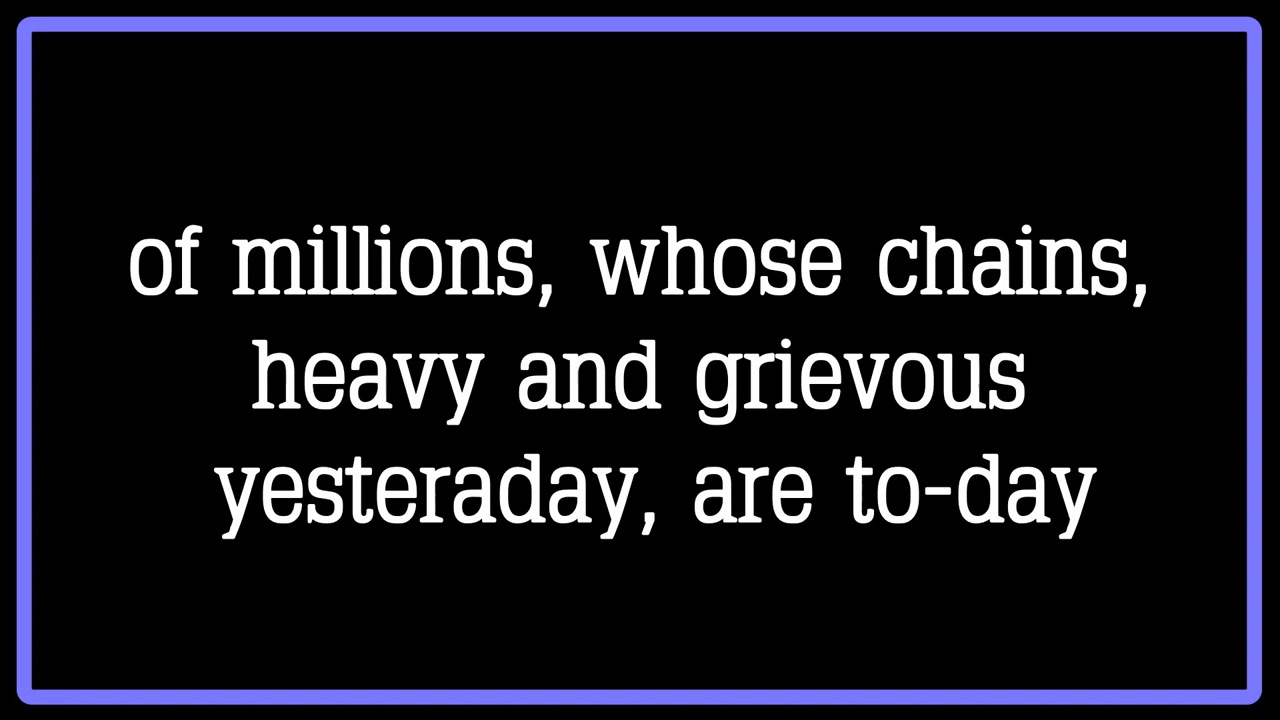 of millions, whose chains,
heavy and grievous
yesteraday, are to-day